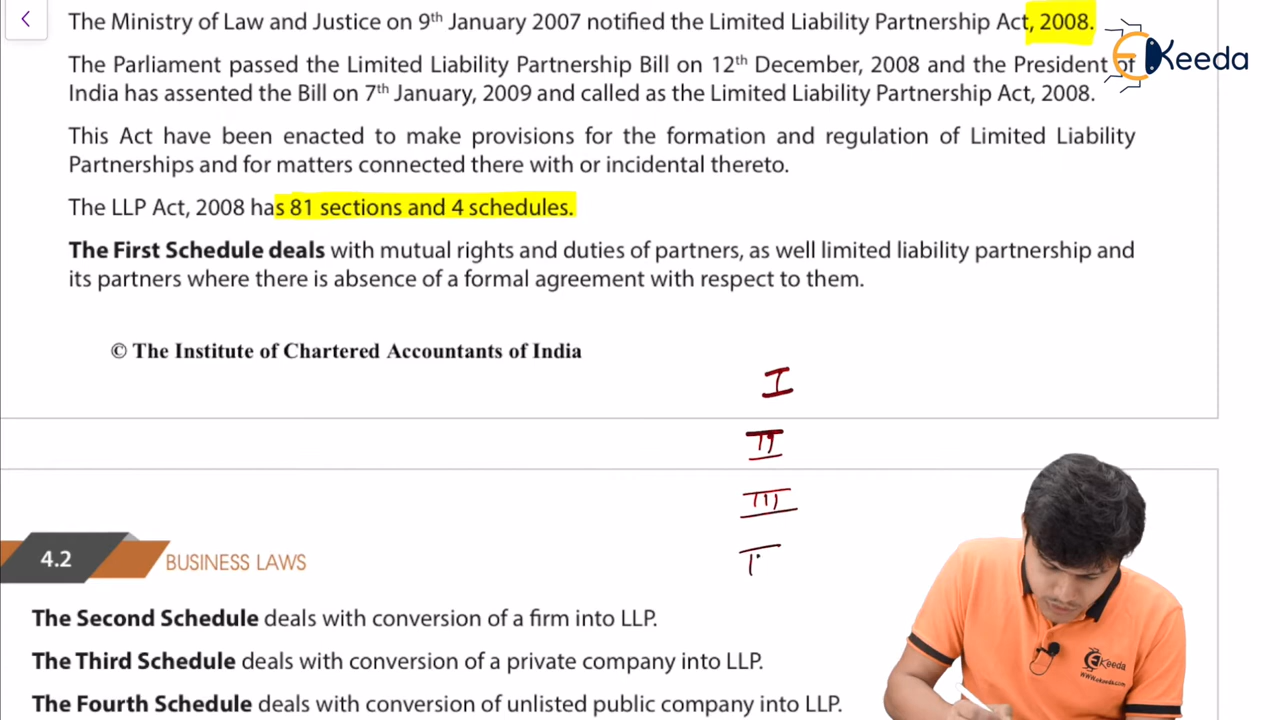 The Ministry of Law and Justice on 9th January 2007 notified the Limited Liability Partnership Act, 2008.
The Parliament passed the Limited Liability Partnership Bill on 12th December, 2008 and the President of
India has assented the Bill on 7th January, 2009 and called as the Limited Liability Partnership Act, 2008.
This Act have been enacted to make provisions for the formation and regulation of Limited Liability
Partnerships and for matters connected there with or incidental thereto.
The LLP Act, 2008 has 81 sections and 4 schedules.
The First Schedule deals with mutual rights and duties of partners, as well limited liability partnership and
its partners where there is absence of a formal agreement with respect to them.
© The Institute of Chartered Accountants of India
I
II
III
4.2 BUSINESS LAWS
The Second Schedule deals with conversion of a firm into LLP.
The Third Schedule deals with conversion of a private company into LLP.
The Fourth Schedule deals with conversion of unlisted public company into LLP.
EKeeda
EKeeda
www.ekeeda.com